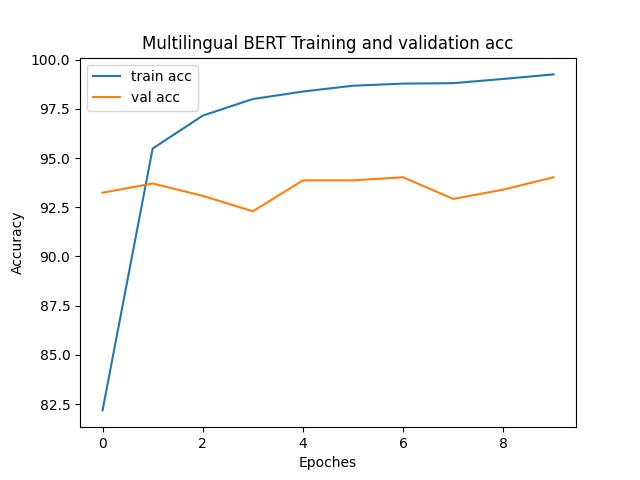 Multilingual BERT Training and validation acc
train acc
val acc
100.0
97.5
95.0
92.5
90.0
87.5
85.0
82.5
Accuracy
0 2 4 6 8
Epoches